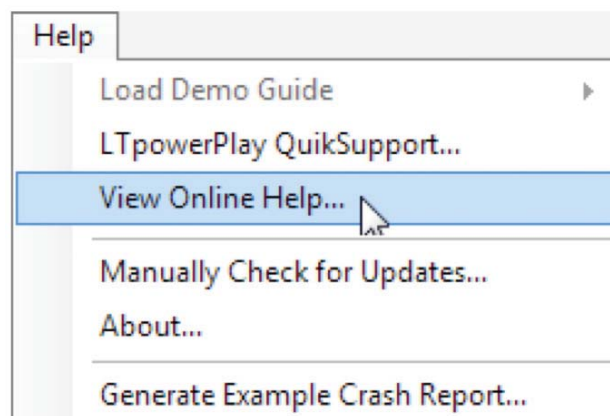 Help
Load Demo Guide
LTpowerPlay QuikSupport...
View Online Help...
Manually Check for Updates...
About...
Generate Example Crash Report...